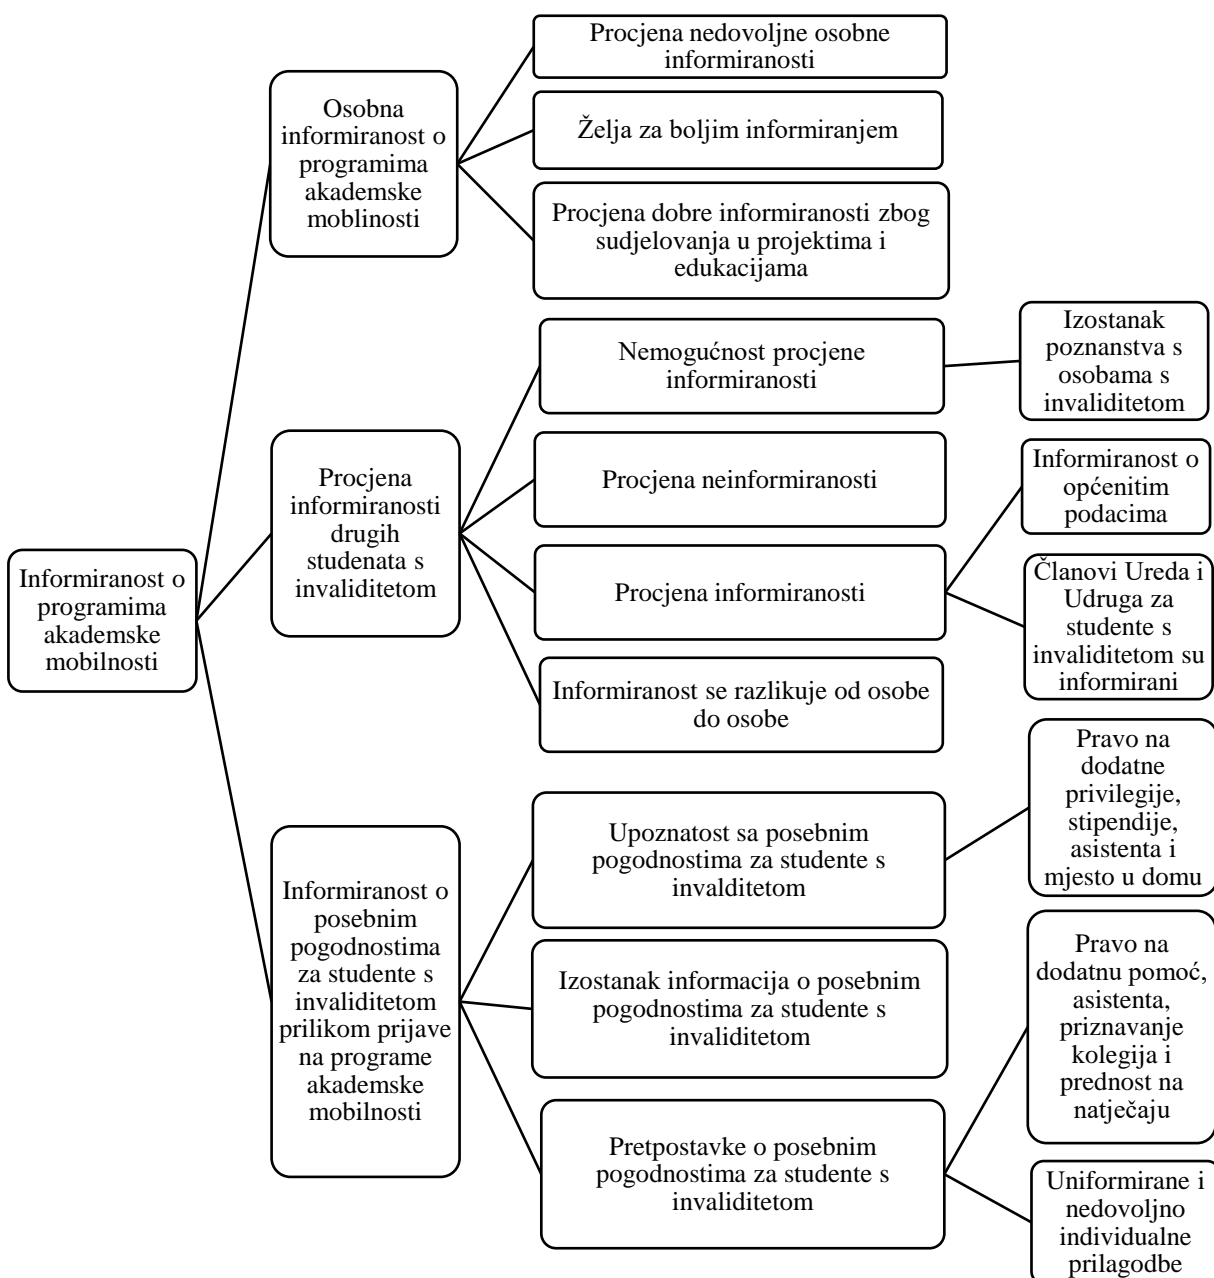 Informiranost o
programima
akademske
mobilnosti
Osobna
informiranost o
programima
akademske
moblinosti
Procjena nedovoljne osobne
informiranosti
Želja za boljim informiranjem
Procjena dobre informiranosti zbog
sudjelovanja u projektima i
edukacijama
Procjena
informiranosti
drugih
studenata s
invaliditetom
Nemogućnost procjene
informiranosti
Izostanak
poznanstva s
osobama s
invaliditetom
Procjena neinformiranosti
Procjena informiranosti
Informiranost o
općenitim
podacima
Članovi Ureda i
Udruga za
studente s
invaliditetom su
informirani
Informiranost se razlikuje od osobe
do osobe
Informiranost o
posebnim
pogodnostima
za studente s
invaliditetom
prilikom prijave
na programe
akademske
mobilnosti
Upoznatost sa posebnim
pogodnostima za studente s
invalditetom
Pravo na
dodatne
privilegije,
stipendije,
asistenta i
mjesto u domu
Izostanak informacija o posebnim
pogodnostima za studente s
invaliditetom
Pretpostavke o posebnim
pogodnostima za studente s
invaliditetom
Pravo na
dodatnu pomoć,
asistenta,
priznavanje
kolegija i
prednost na
natječaju
Uniformirane i
nedovoljno
individualne
prilagodbe